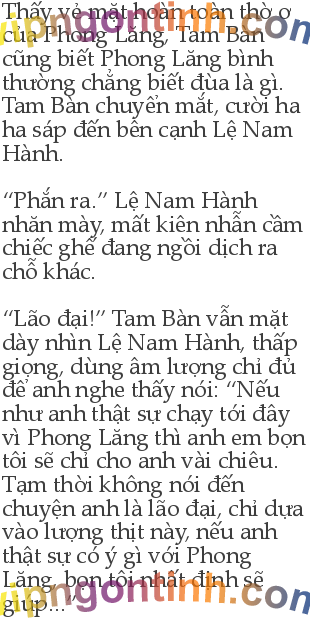 Thấy vẻ mặt hoàn toàn thờ ơ
của Phong Lăng, Tam Bàn
cũng biết Phong Lăng bình
thường chẳng biết đùa là gì.
Tam Bàn chuyển mắt, cười ha
ha sáp đến bên cạnh Lệ Nam
Hành.
“Phắn ra.” Lệ Nam Hành
nhăn mày, mất kiên nhẫn cầm
chiếc ghế đang ngồi dịch ra
chỗ khác.
“Lão đại!” Tam Bàn vẫn mặt
dày nhìn Lệ Nam Hành, thấp
giọng, dùng âm lượng chỉ đủ
để anh nghe thấy nói: “Nếu
như anh thật sự chạy tới đây
vì Phong Lăng thì anh em bọn
tôi sẽ chỉ cho anh vài chiêu.
Tạm thời không nói đến
chuyện anh là lão đại, chỉ dựa
vào lượng thịt này, nếu anh
thật sự có ý gì với Phong
Lăng, bọn tôi nhất định sẽ
giúp...”
vipngontinh.com
vipngontinh.com